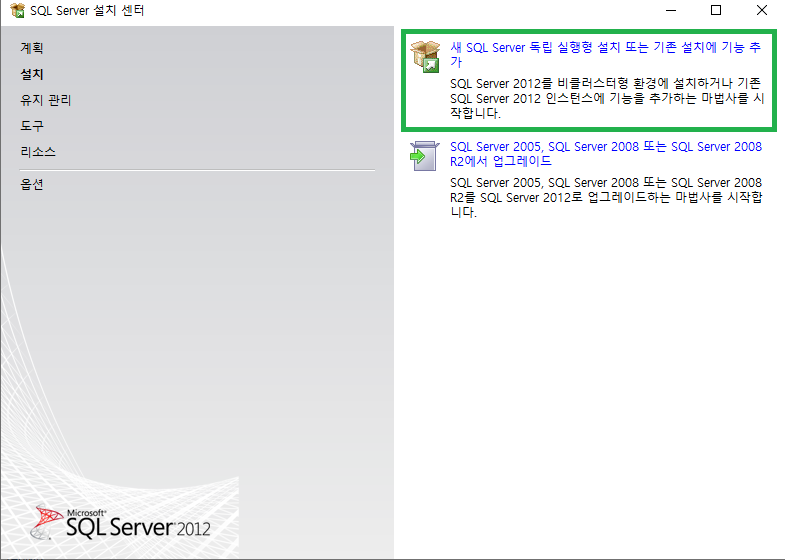 SQL Server 설치 센터
계획
설치
유지 관리
도구
리소스
옵션
새 SQL Server 독립 실행형 설치 또는 기존 설치에 기능 추
가
SQL Server 2012를 비클러스터형 환경에 설치하거나 기존
SQL Server 2012 인스턴스에 기능을 추가하는 마법사를 시
작합니다.
SQL Server 2005, SQL Server 2008 또는 SQL Server 2008
R2에서 업그레이드
SQL Server 2005, SQL Server 2008 또는 SQL Server 2008
R2를 SQL Server 2012로 업그레이드하는 마법사를 시작합
니다.
Microsoft®
SQL Server® 2012